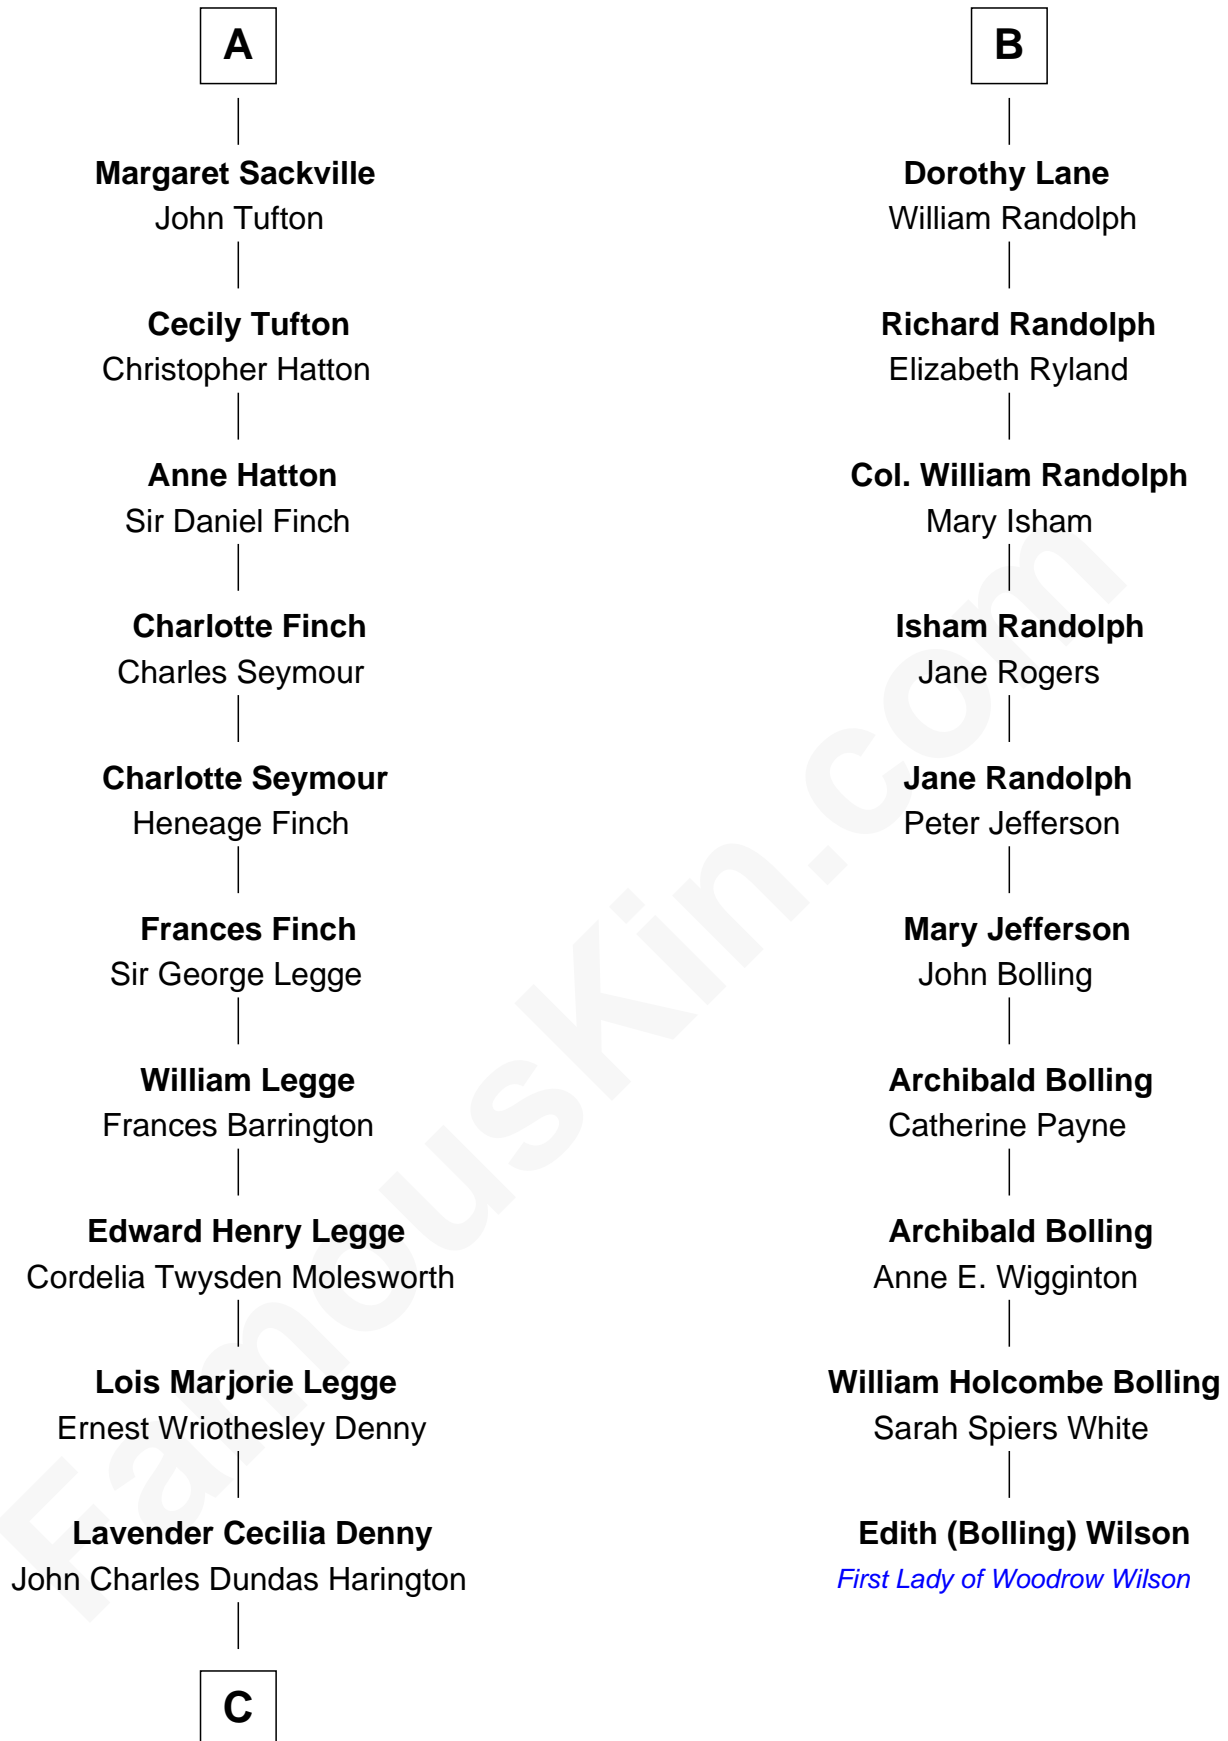 A
Margaret Sackville
John Tufton
Cecily Tufton
Christopher Hatton
Anne Hatton
Sir Daniel Finch
Charlotte Finch
Charles Seymour
Charlotte Seymour
Heneage Finch
Frances Finch
Sir George Legge
William Legge
Frances Barrington
Edward Henry Legge
Cordelia Twysden Molesworth
Lois Marjorie Legge
Ernest Wriothesley Denny
Lavender Cecilia Denny
John Charles Dundas Harington
C
B
Dorothy Lane
William Randolph
Richard Randolph
Elizabeth Ryland
Col. William Randolph
Mary Isham
Isham Randolph
Jane Rogers
Jane Randolph
Peter Jefferson
Mary Jefferson
John Bolling
Archibald Bolling
Catherine Payne
Archibald Bolling
Anne E. Wigginton
William Holcombe Bolling
Sarah Spiers White
Edith (Bolling) Wilson
First Lady of Woodrow Wilson
FamousKin.com